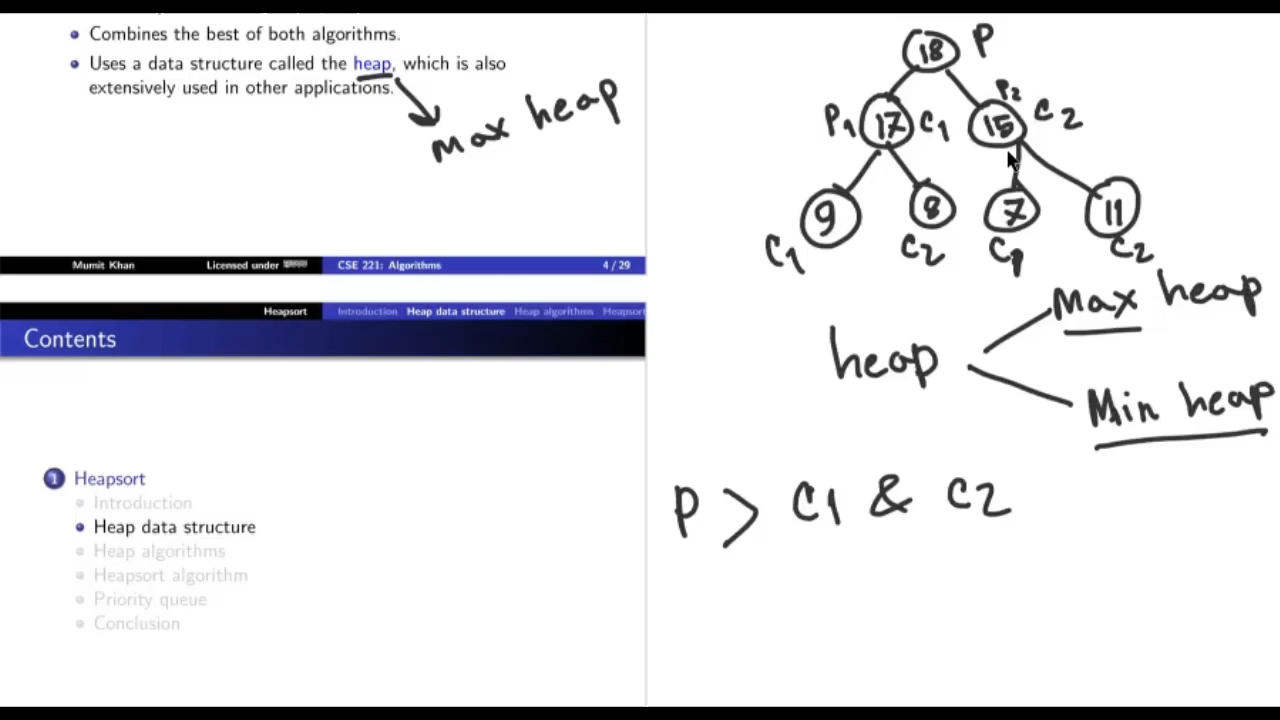 Combines the best of both algorithms.
Uses a data structure called the heap, which is also
extensively used in other applications.
Max heap
Mumit Khan Licensed under CSE 221: Algorithms 4 / 29
Heapsort Introduction Heap data structure Heap algorithms Heapsort
Contents
1 Heapsort
Introduction
Heap data structure
Heap algorithms
Heapsort algorithm
Priority queue
Conclusion
18 P
P1 17 C1 15 P2 C2
9 8 7 11
C1 C2 C1 C2
heap
Max heap
Min heap
P > C1 & C2